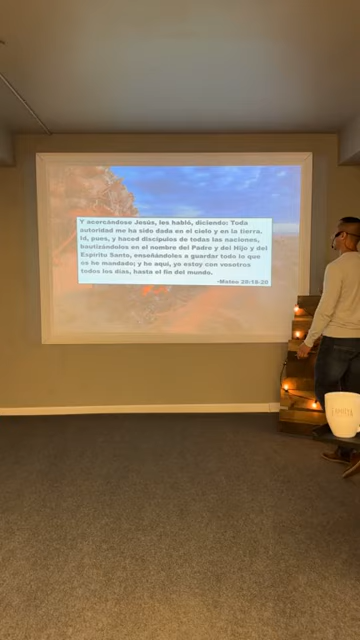 Y acercándose Jesús, les habló, diciendo: Toda
autoridad me ha sido dada en el cielo y en la tierra.
Id, pues, y haced discípulos de todas las naciones,
bautizándolos en el nombre del Padre y del Hijo y del
Espíritu Santo, enseñándoles a guardar todo lo que
os he mandado; y he aquí, yo estoy con vosotros
todos los días, hasta el fin del mundo.
-Mateo 28:18-20